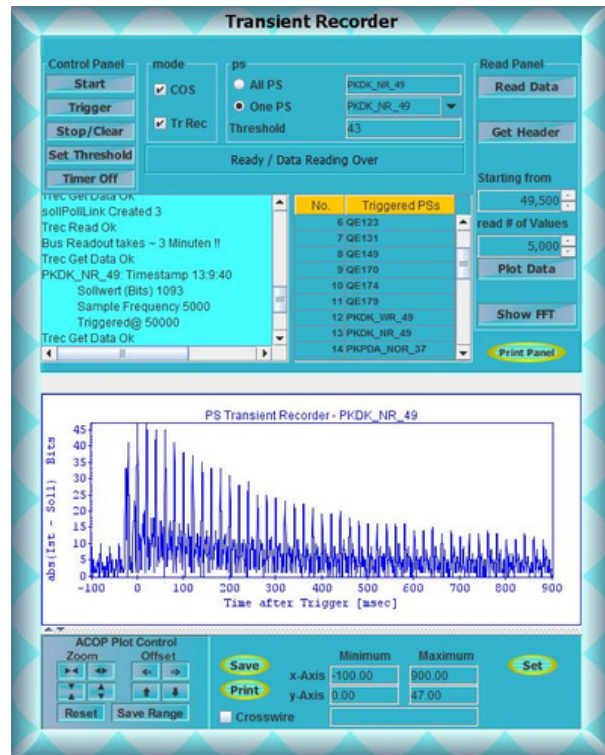 Transient Recorder
Control Panel
Start
Trigger
Stop/Clear
Set Threshold
Timer Off
mode
COS
Tr Rec
ps
All PS
PKDK_NR_49
One PS
PKDK_NR_49
Threshold
43
Ready / Data Reading Over
Read Panel
Read Data
Get Header
Starting from
49,500
read # of Values
5,000
Plot Data
Show FFT
Print Panel
Trec Get Data Ok
sollPollLink Created 3
Trec Read Ok
Bus Readout takes ~ 3 Minuten !!
Trec Get Data Ok
PKDK_NR_49: Timestamp 13:9:40
Sollwert (Bits) 1093
Sample Frequency 5000
Triggered@ 50000
Trec Get Data Ok
No. Triggered PSs
6 QE123
7 QE131
8 QE149
9 QE170
10 QE174
11 QE179
12 PKDK_WR_49
13 PKDK_NR_49
14 PKPDA_NOR_37
PS Transient Recorder - PKDK_NR_49
abs(Ist - Soll) Bits
45
40
35
30
25
20
15
10
5
0
-100 0 100 200 300 400 500 600 700 800 900
Time after Trigger [msec]
ACOP Plot Control
Zoom Offset
Reset Save Range
Save
Print
Minimum Maximum
x-Axis -100.00 900.00
y-Axis 0.00 47.00
Crosswire
Set